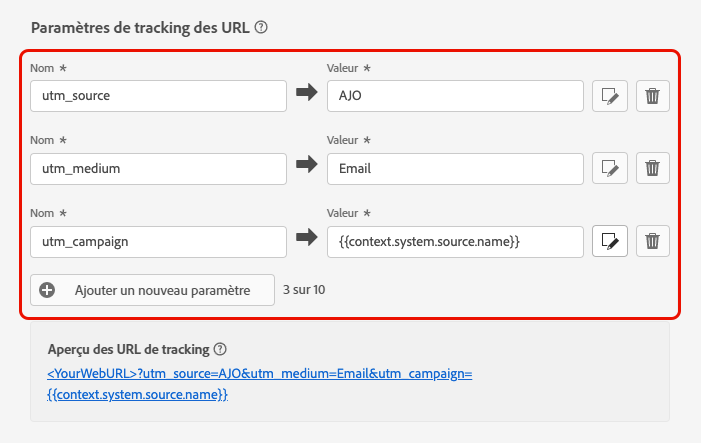 Paramètres de tracking des URL
Nom * Valeur *
utm_source AJO
Nom * Valeur *
utm_medium Email
Nom * Valeur *
utm_campaign {{context.system.source.name}}
Ajouter un nouveau paramètre 3 sur 10
Aperçu des URL de tracking
<YourWebURL>?utm_source=AJO&utm_medium=Email&utm_campaign=
{{context.system.source.name}}